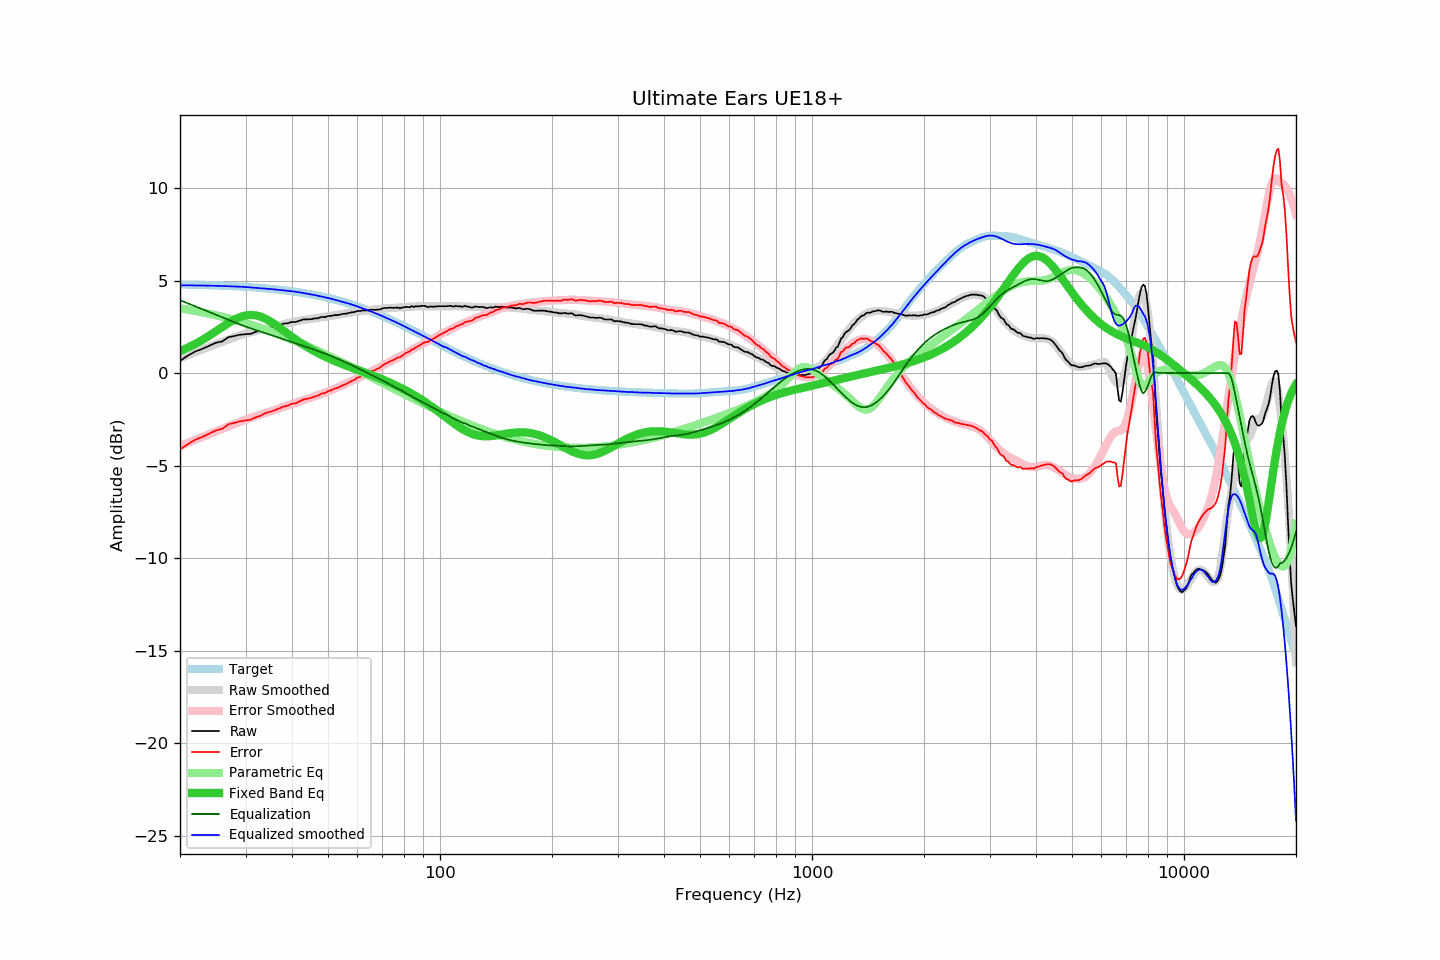 Ultimate Ears UE18+
Amplitude (dBr)
10
5
0
−5
−10
−15
−20
−25
Target
Raw Smoothed
Error Smoothed
Raw
Error
Parametric Eq
Fixed Band Eq
Equalization
Equalized smoothed
100
1000
10000
Frequency (Hz)